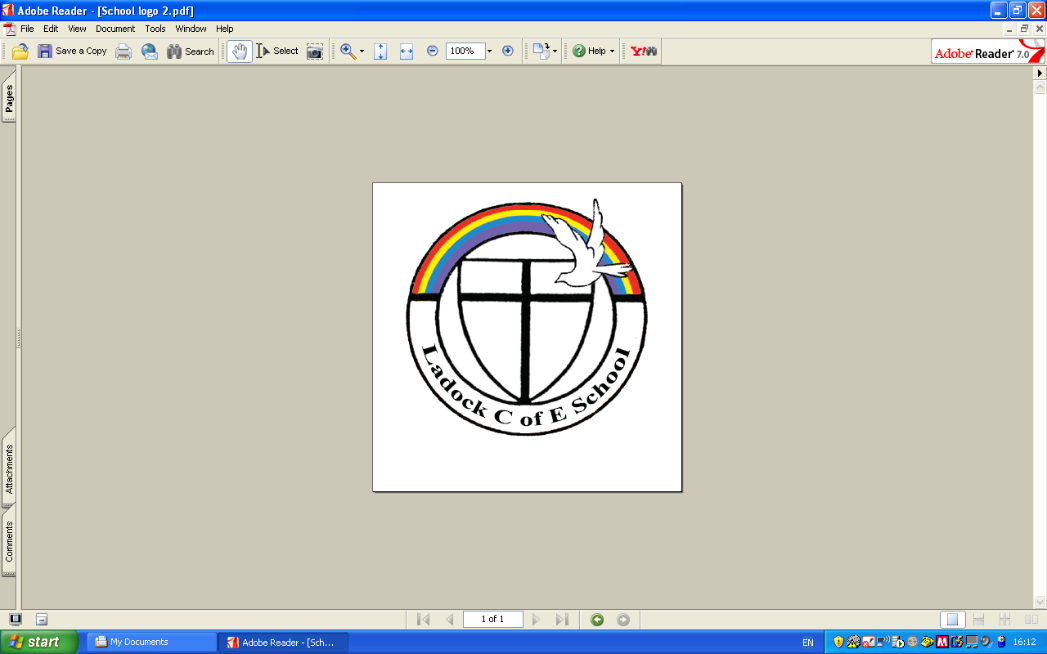 Adobe Reader - [School logo 2.pdf]
File Edit View Document Tools Window Help
Save a Copy Search Select 100% Help Y! Adobe Reader 7.0
Pages
Ladock C of E School
Attachments
Comments
1 of 1
start My Documents Adobe Reader - [Sch... EN 16:12